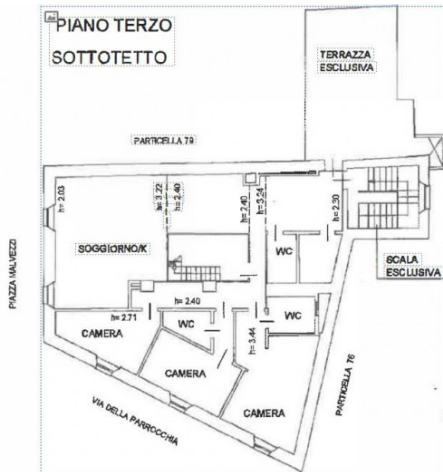 PIANO TERZO
SOTTOTETTO
TERRAZZA
ESCLUSIVA
PARTICELLA 79
h= 2.03
h= 3.22
h= 2.40
h= 2.40
h= 3.24
h= 2.30
SOGGIORNO/K
WC
SCALA
ESCLUSIVA
PIAZZA MALVEZZI
h= 2.40
h= 2.71
WC
WC
CAMERA
h= 3.44
CAMERA
CAMERA
PARTICELLA 76
VIA DELLA PARROCCHIA